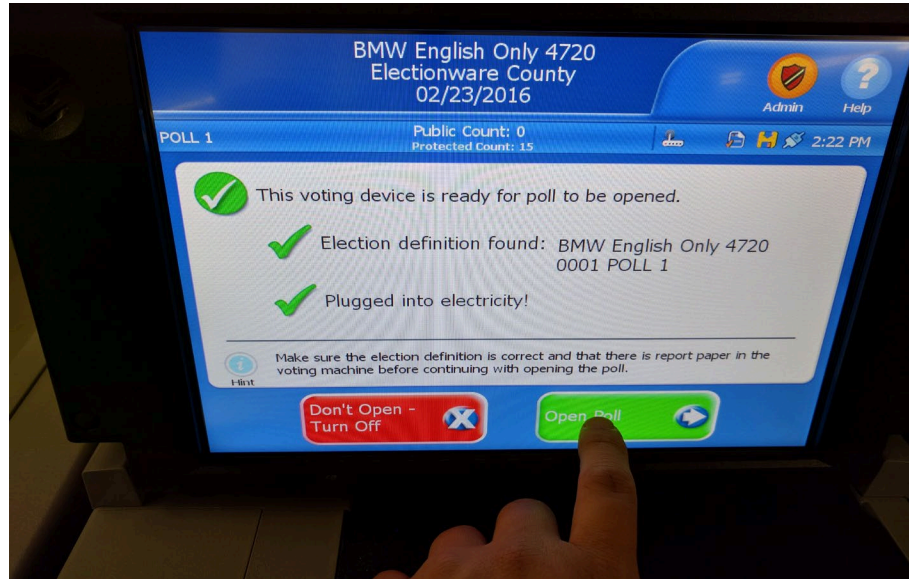 BMW English Only 4720
Electionware County
02/23/2016
Admin
Help
POLL 1
Public Count: 0
Protected Count: 15
2:22 PM
This voting device is ready for poll to be opened.
Election definition found: BMW English Only 4720
0001 POLL 1
Plugged into electricity!
Hint
Make sure the election definition is correct and that there is report paper in the
voting machine before continuing with opening the poll.
Don't Open -
Turn Off
Open Poll